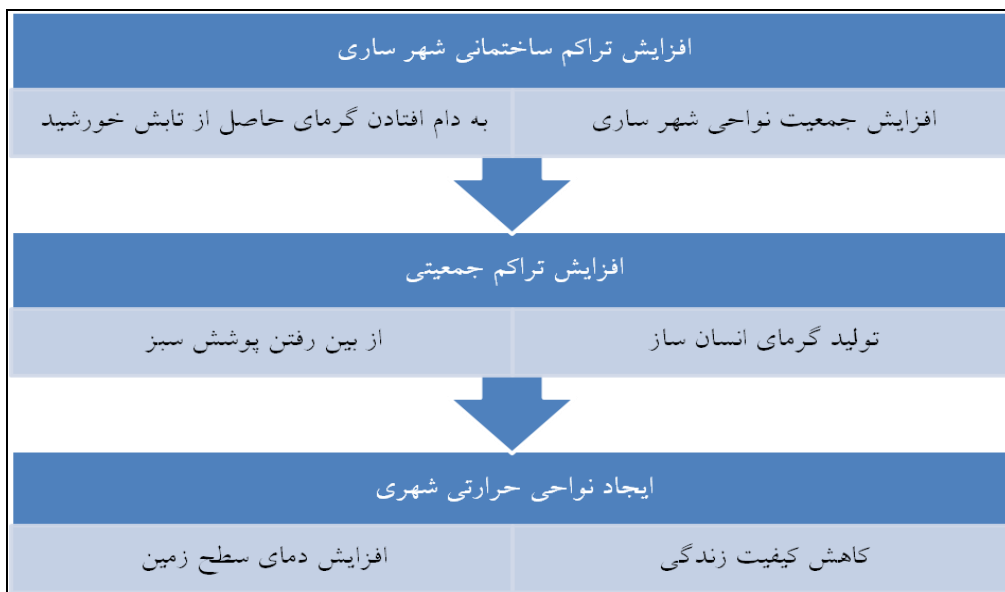 افزایش تراکم ساختمانی شهر ساری
افزایش جمعیت نواحی شهر ساری
به دام افتادن گرمای حاصل از تابش خورشید
افزایش تراکم جمعیتی
تولید گرمای انسان ساز
از بین رفتن پوشش سبز
ایجاد نواحی حرارتی شهری
کاهش کیفیت زندگی
افزایش دمای سطح زمین